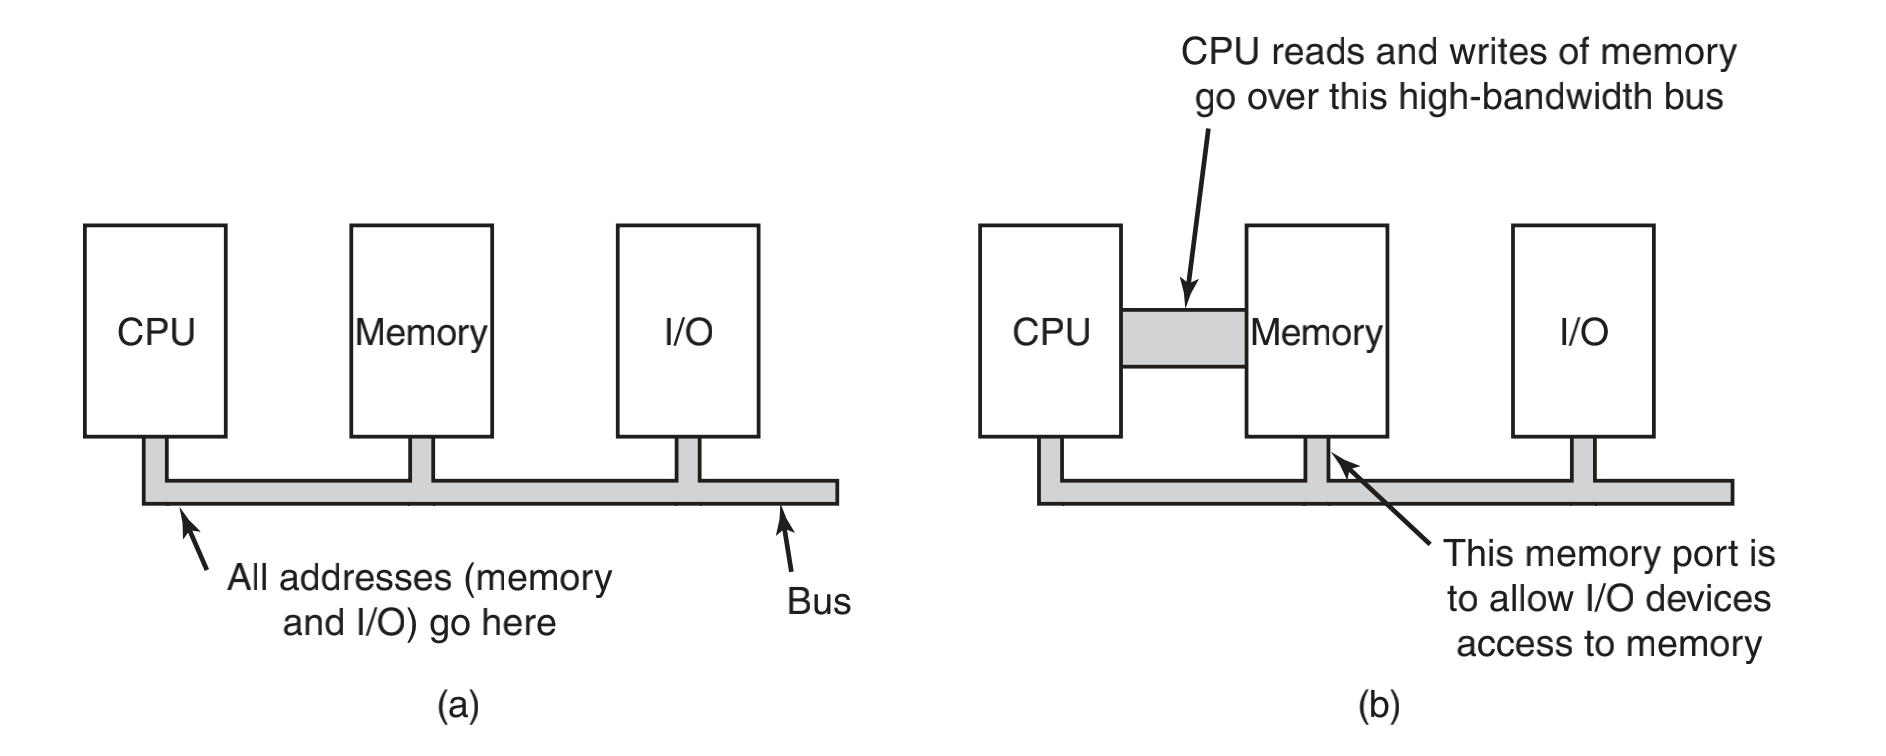 CPU
Memory
I/O
All addresses (memory
and I/O) go here
Bus
(a)
CPU reads and writes of memory
go over this high-bandwidth bus
CPU
Memory
I/O
This memory port is
to allow I/O devices
access to memory
(b)